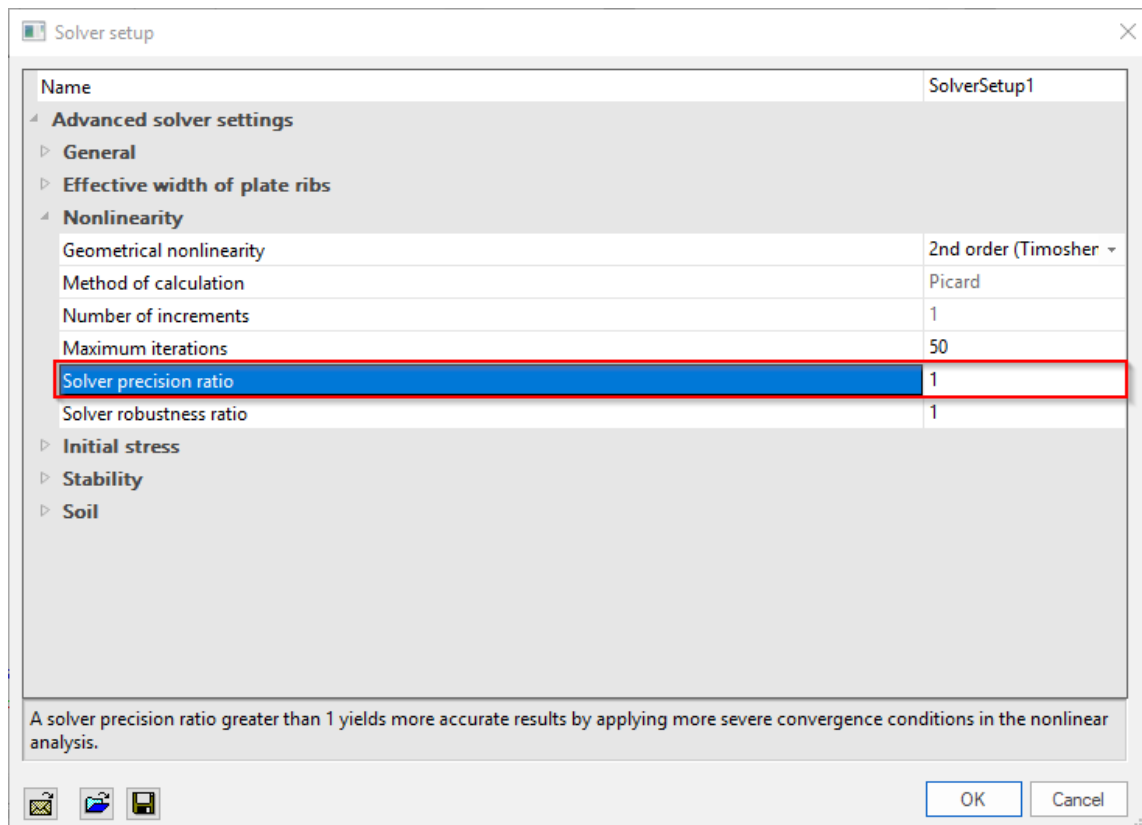 Solver setup
Name SolverSetup1
Advanced solver settings
General
Effective width of plate ribs
Nonlinearity
Geometrical nonlinearity 2nd order (Timosher
Method of calculation Picard
Number of increments 1
Maximum iterations 50
Solver precision ratio 1
Solver robustness ratio 1
Initial stress
Stability
Soil
A solver precision ratio greater than 1 yields more accurate results by applying more severe convergence conditions in the nonlinear
analysis.
OK Cancel